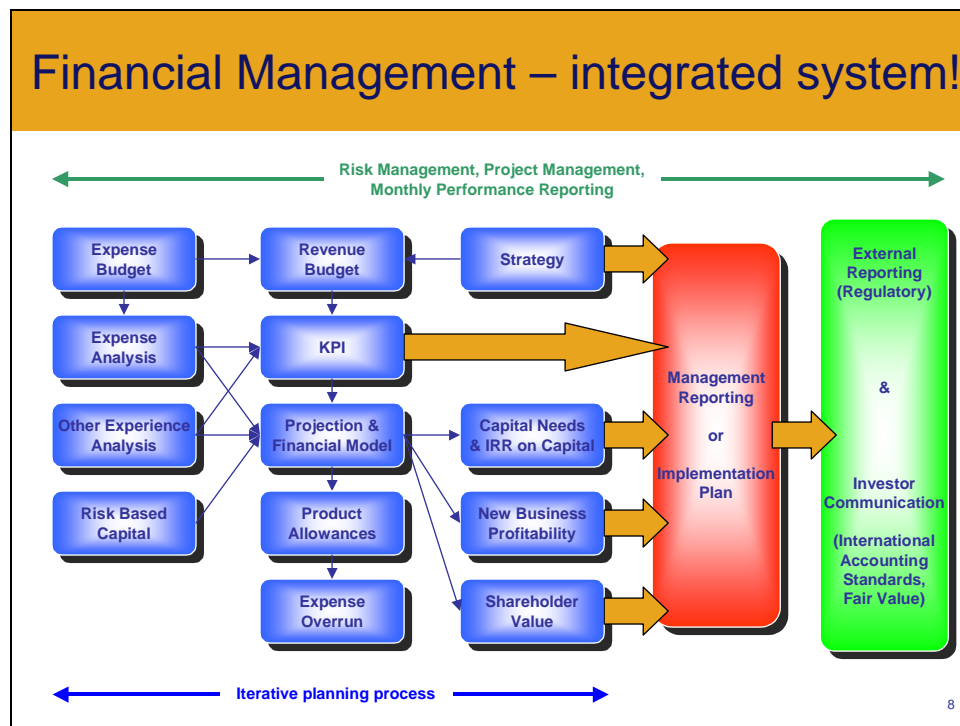 Financial Management – integrated system!
Risk Management, Project Management,
Monthly Performance Reporting
Expense
Budget
Revenue
Budget
Strategy
Expense
Analysis
KPI
Other Experience
Analysis
Projection &
Financial Model
Capital Needs
& IRR on Capital
Risk Based
Capital
Product
Allowances
New Business
Profitability
Expense
Overrun
Shareholder
Value
Management
Reporting
or
Implementation
Plan
External
Reporting
(Regulatory)
&
Investor
Communication
(International
Accounting
Standards,
Fair Value)
Iterative planning process
8